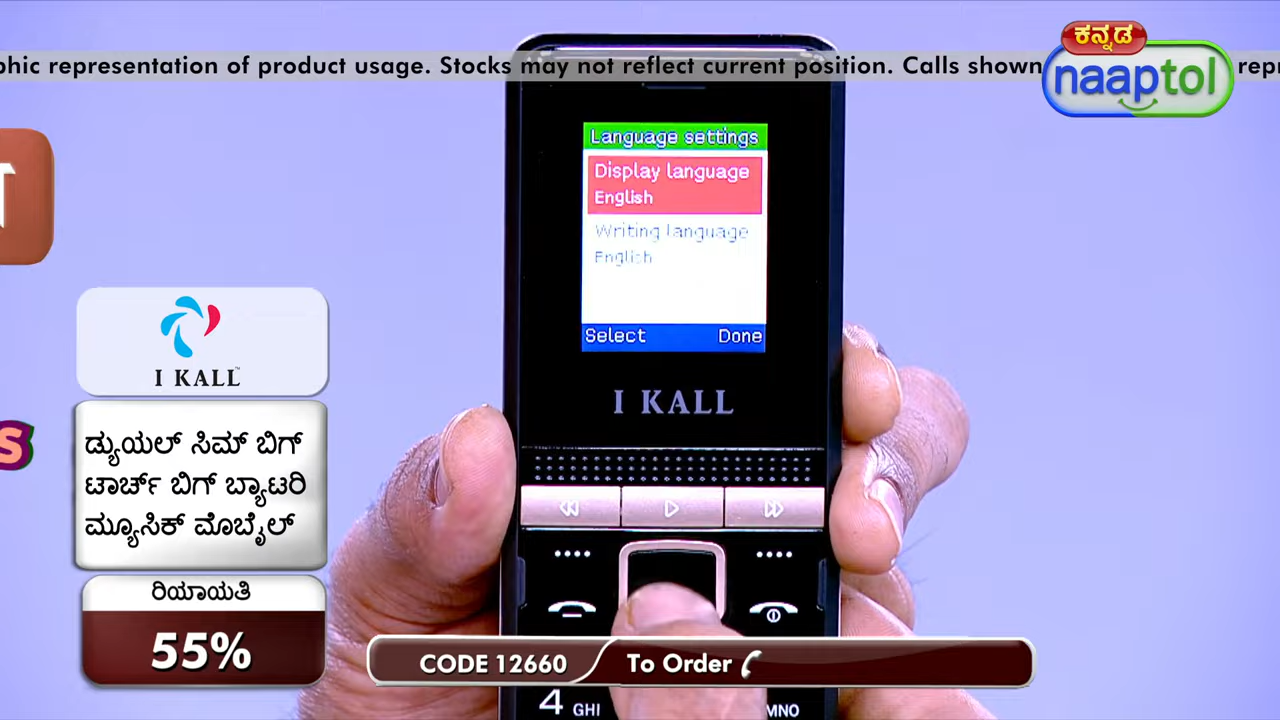 phic representation of product usage. Stocks may not reflect current position. Calls shown
repr
ಕನ್ನಡ
naaptol
Language settings
Display language
English
Writing language
English
Select Done
I KALL
I KALL
ಡ್ಯುಯಲ್ ಸಿಮ್ ಬಿಗ್
ಟಾರ್ಚ್ ಬಿಗ್ ಬ್ಯಾಟರಿ
ಮ್ಯೂಸಿಕ್ ಮೊಬೈಲ್
ರಿಯಾಯತಿ
55%
CODE 12660 To Order
4 GHI MNO